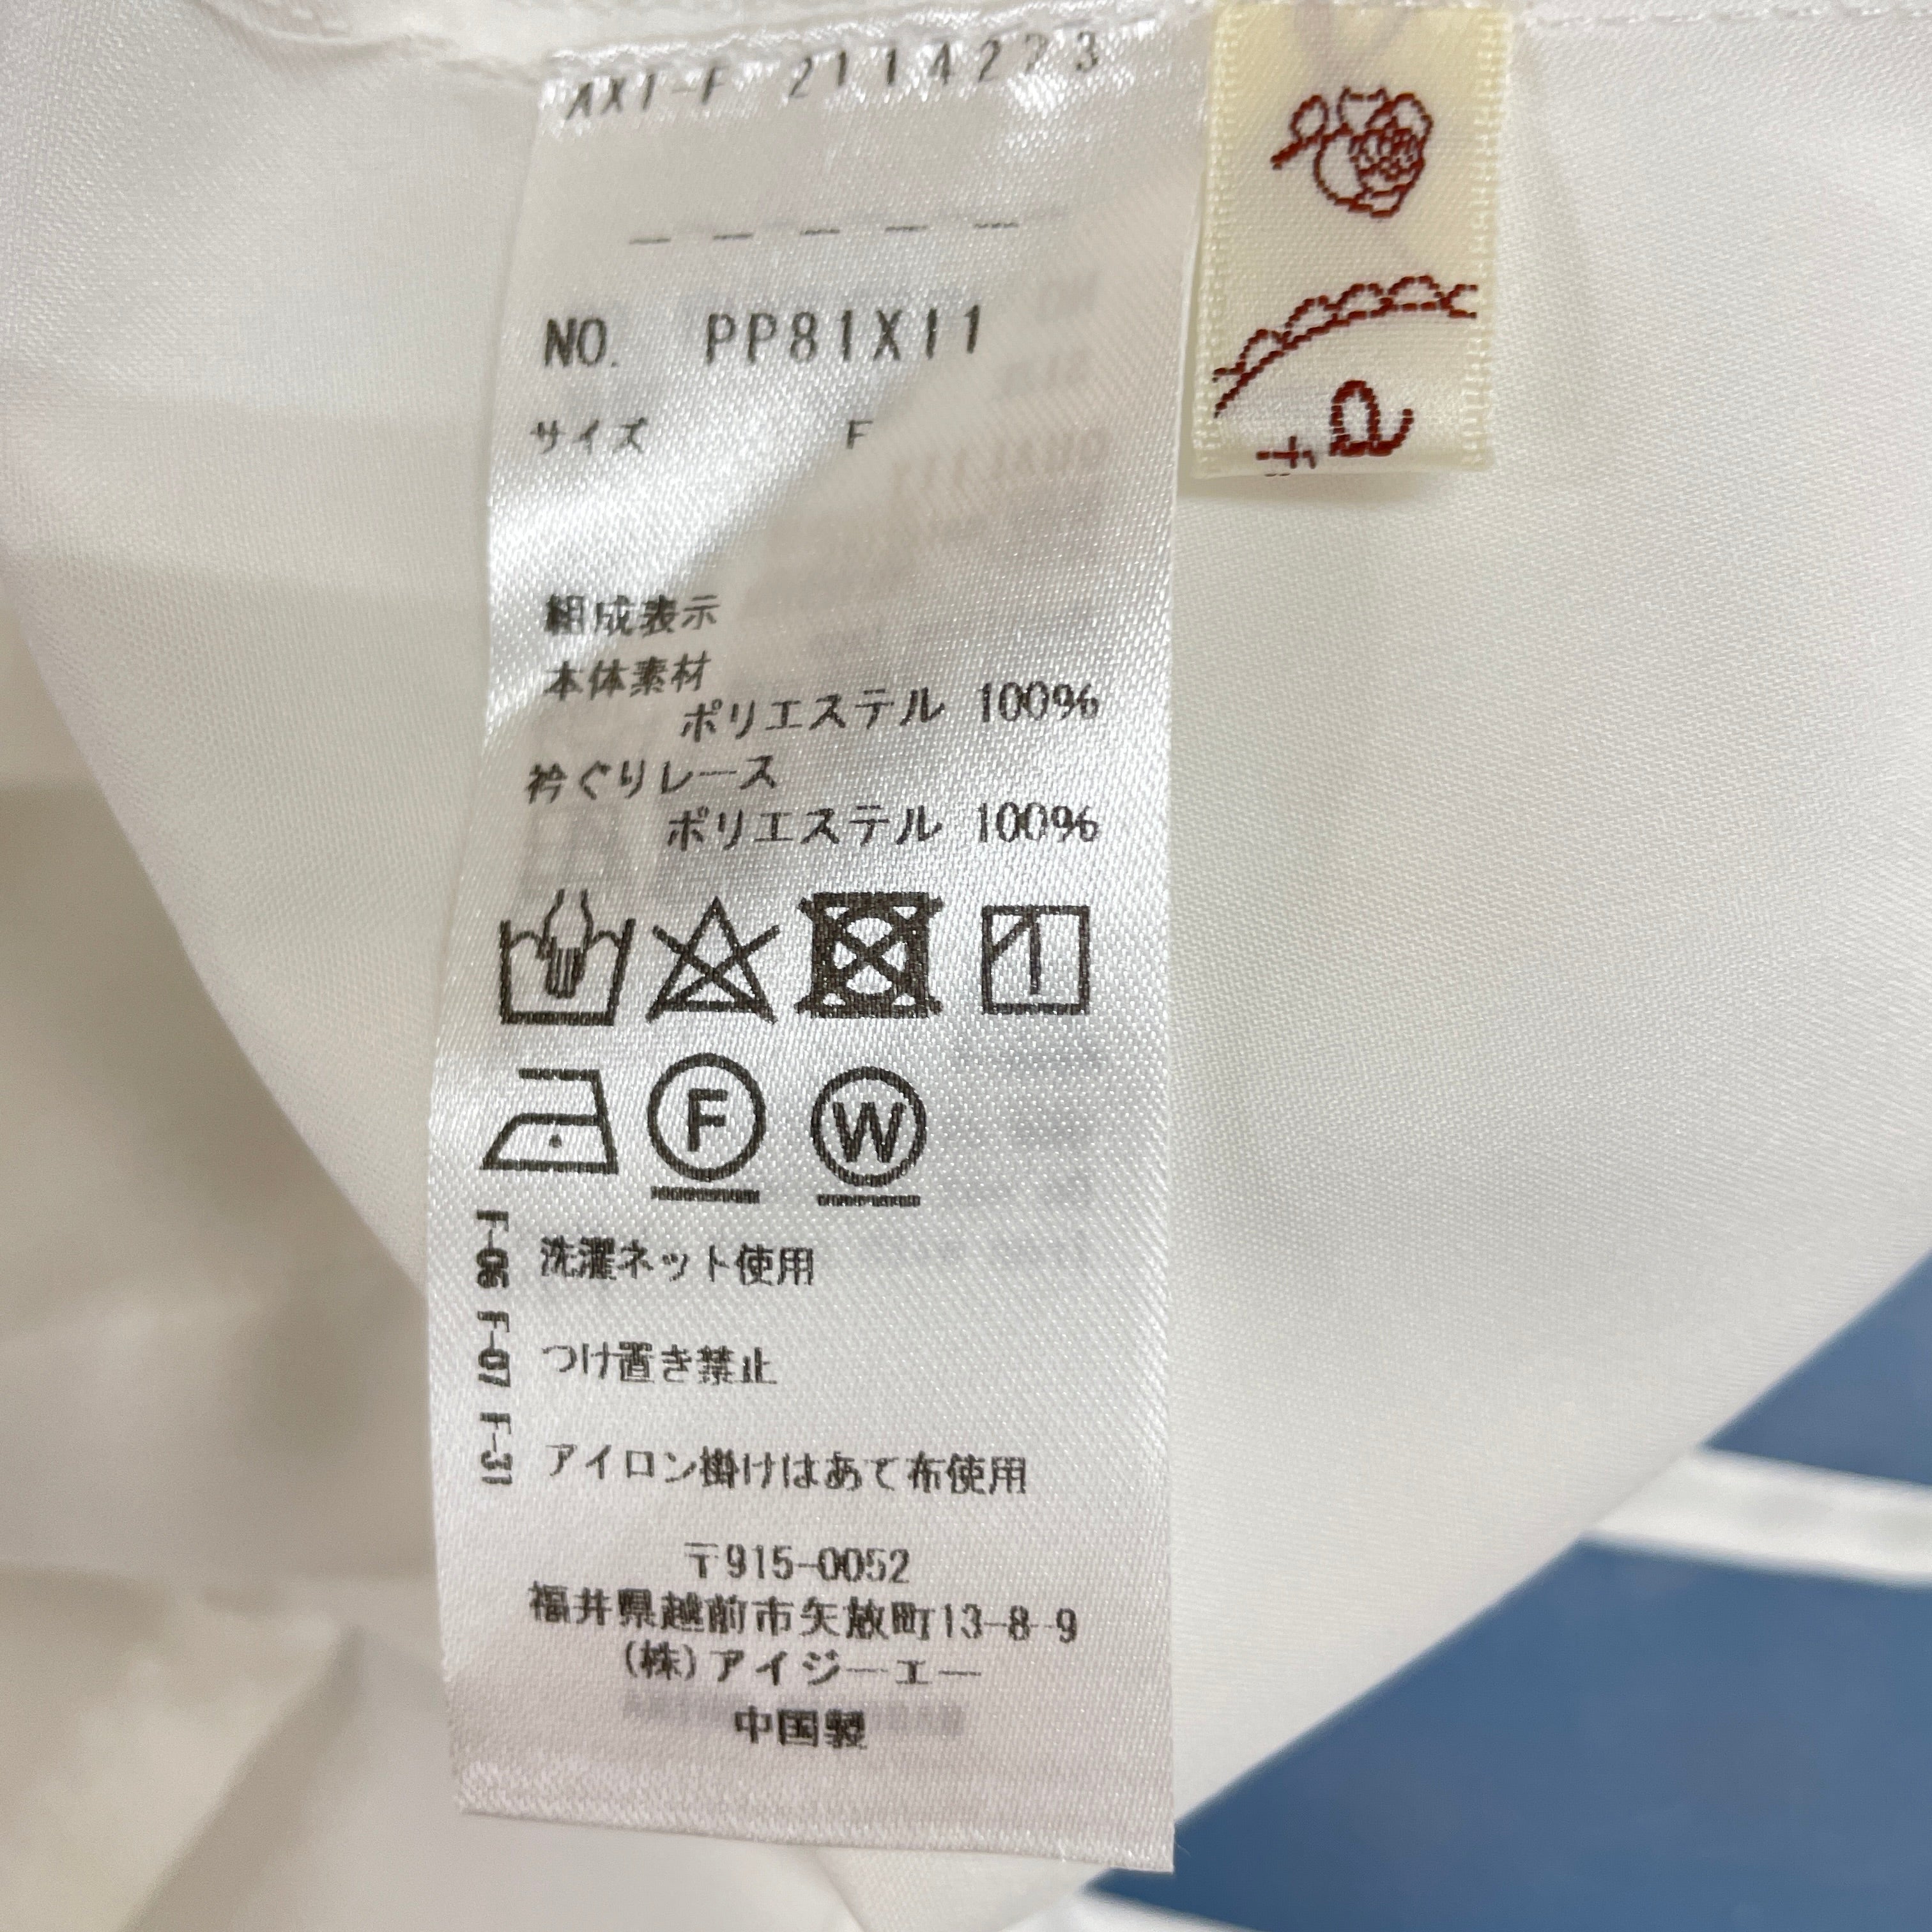 AXI-F 2114273
NO. PP81X11
サイズ F
組成表示
本体素材
ポリエステル 100%
衿ぐりレース
ポリエステル 100%
F
W
F-06 洗濯ネット使用
F-07 つけ置き禁止
F-31 アイロン掛けはあて布使用
〒915-0052
福井県越前市矢放町13-8-9
(株)アイジーエー
中国製